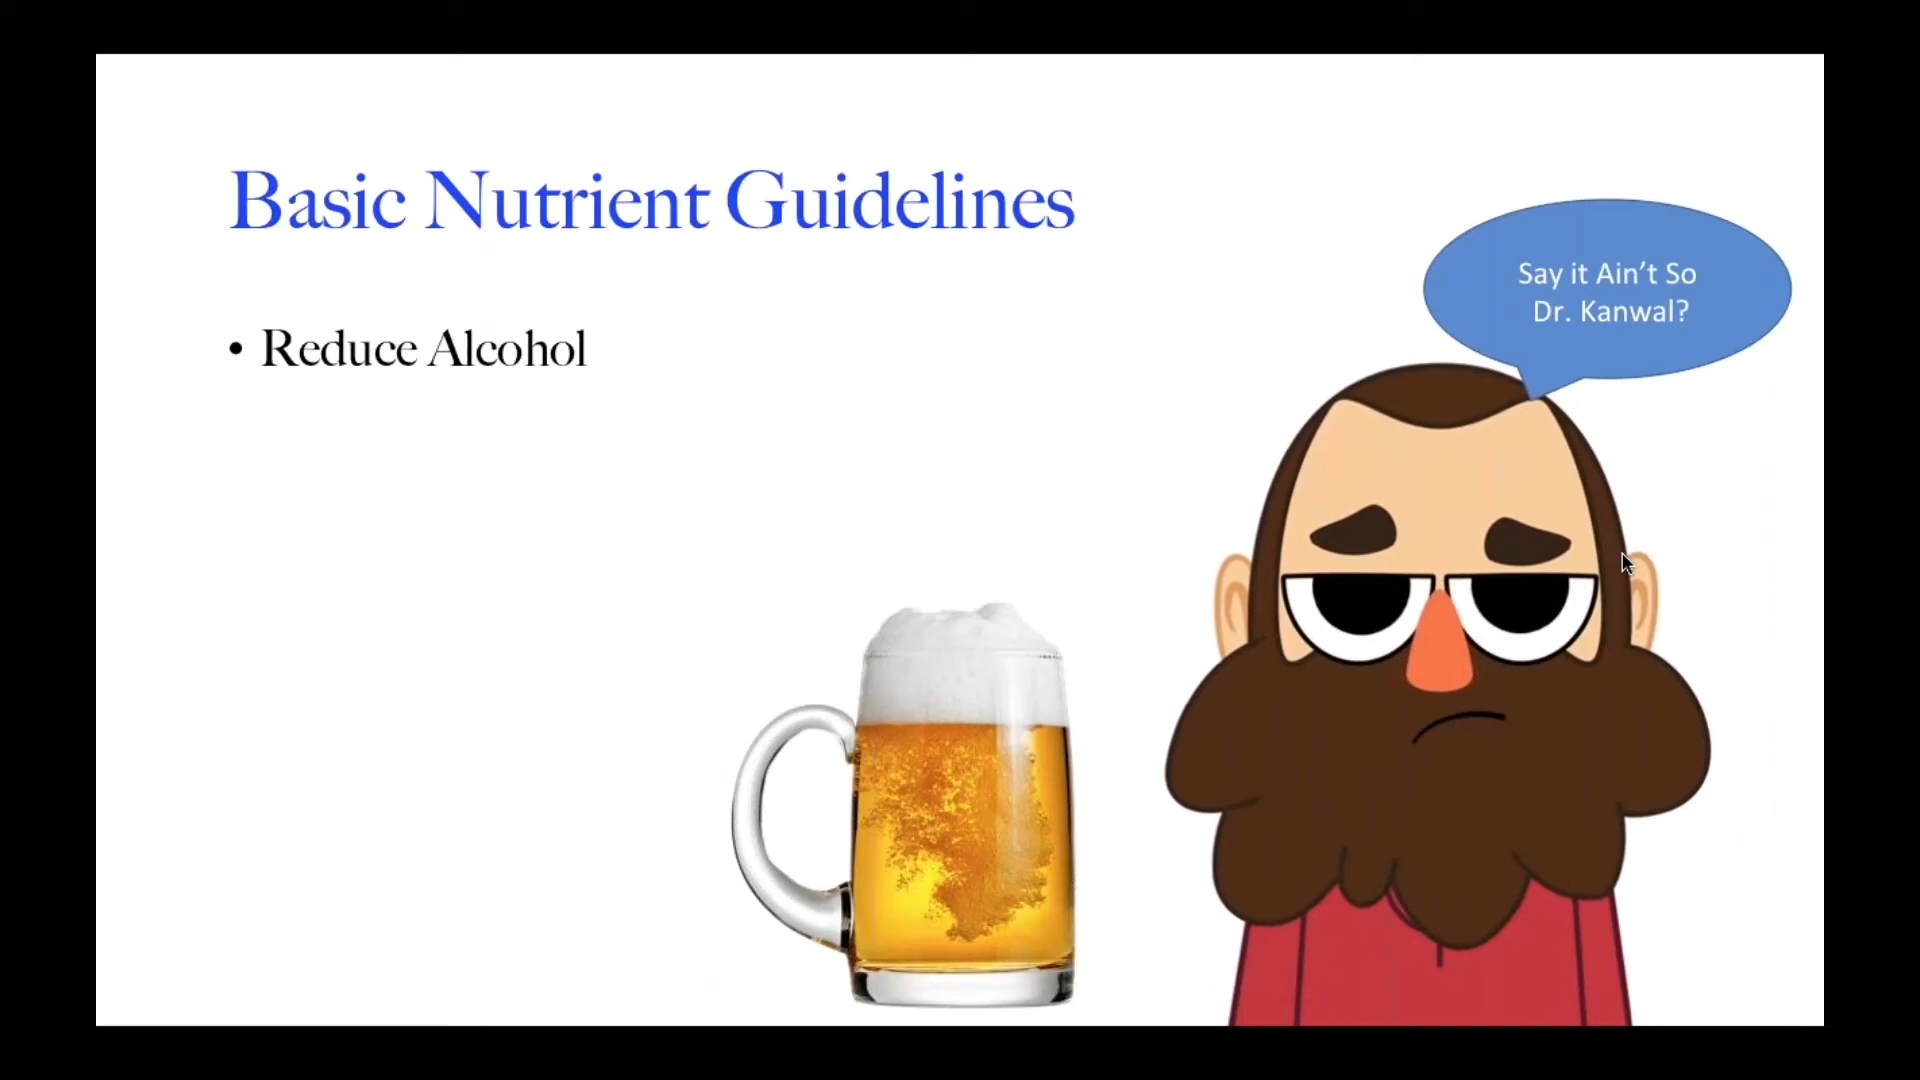 Basic Nutrient Guidelines
Say it Ain’t So
Dr. Kanwal?
• Reduce Alcohol